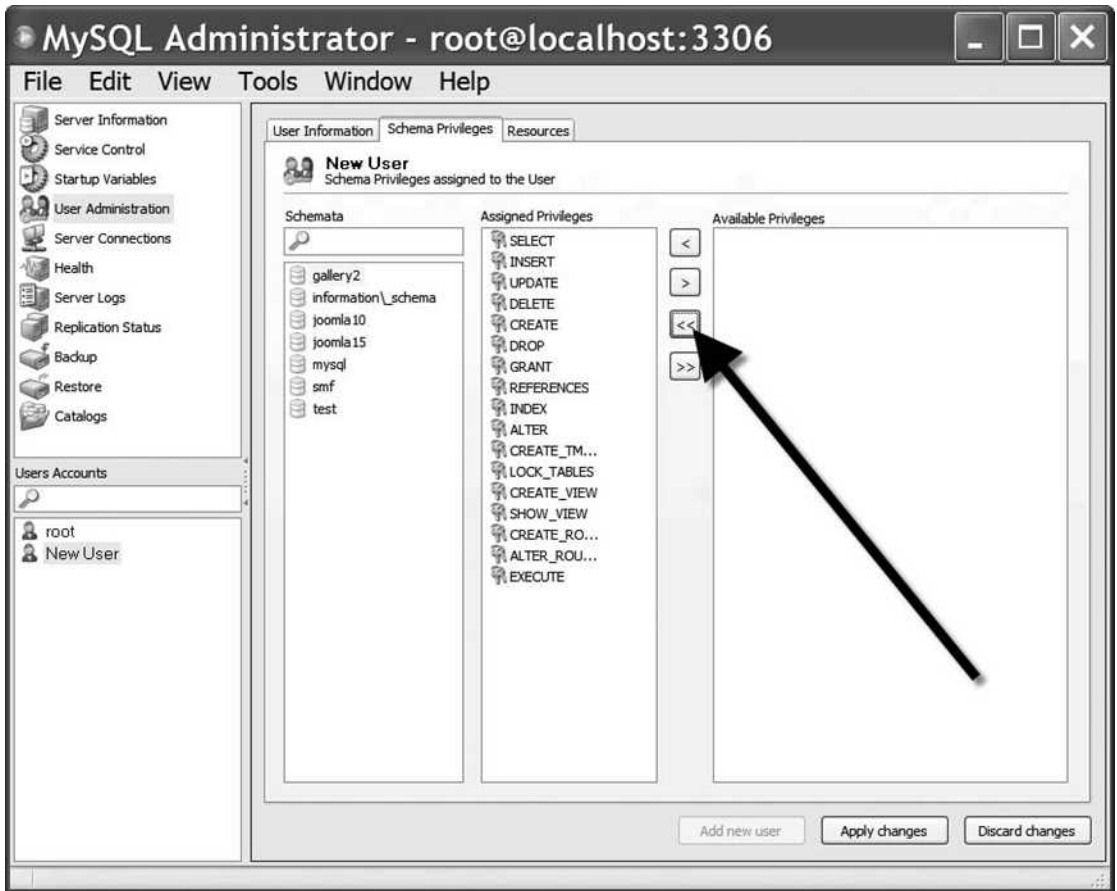 MySQL Administrator - root@localhost:3306
File Edit View Tools Window Help
Server Information
Service Control
Startup Variables
User Administration
Server Connections
Health
Server Logs
Replication Status
Backup
Restore
Catalogs
Users Accounts
root
New User
User Information Schema Privileges Resources
New User
Schema Privileges assigned to the User
Schemata
gallery2
information\_schema
joomla10
joomla15
mysql
smf
test
Assigned Privileges
SELECT
INSERT
UPDATE
DELETE
CREATE
DROP
GRANT
REFERENCES
INDEX
ALTER
CREATE_TM...
LOCK_TABLES
CREATE_VIEW
SHOW_VIEW
CREATE_RO...
ALTER_ROU...
EXECUTE
<
>
<<
>>
Available Privileges
Add new user Apply changes Discard changes